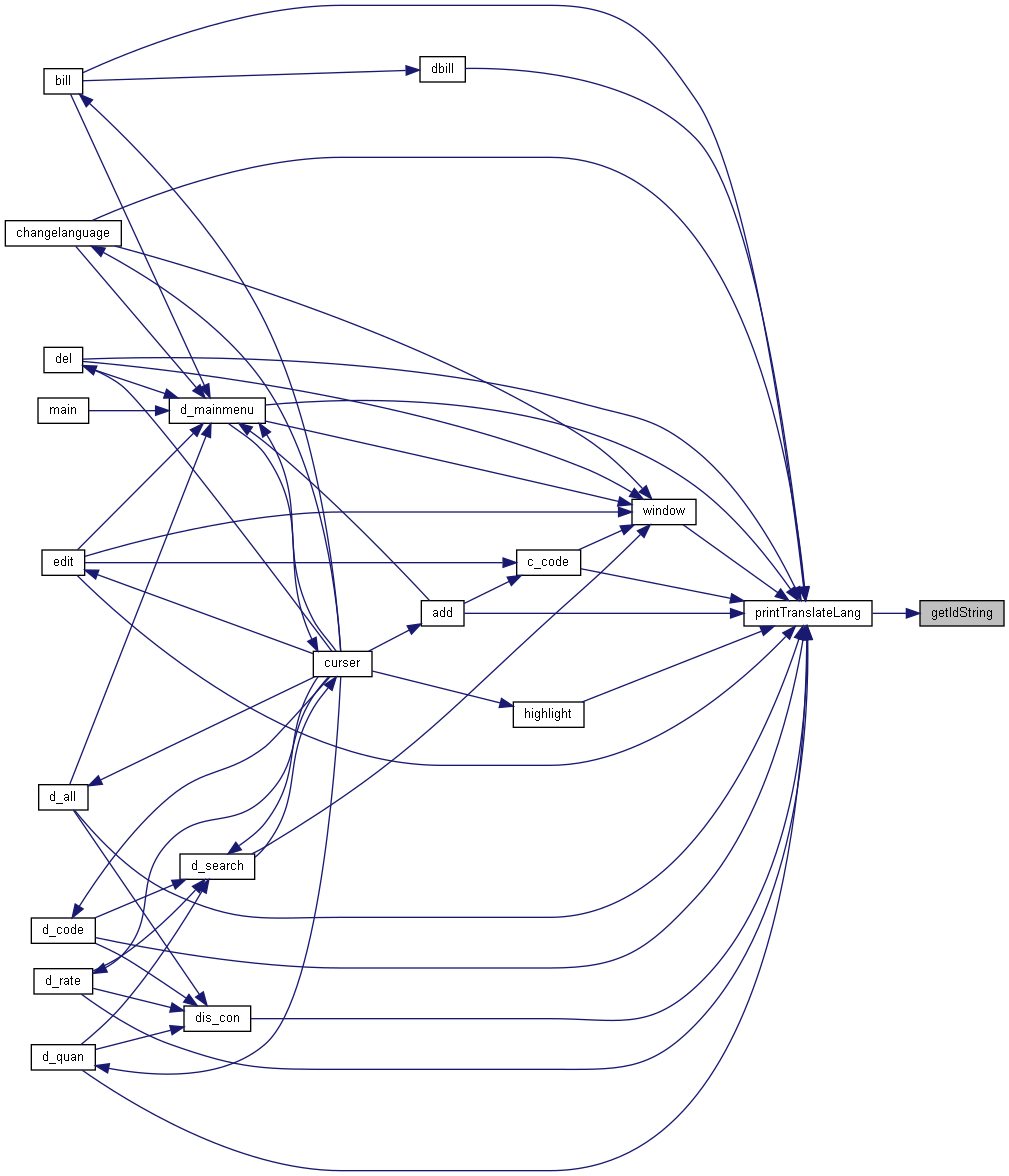 dbill
bill
changelanguage
del
main
d_mainmenu
window
edit
c_code
add
printTranslateLang
getIdString
curser
highlight
d_all
d_search
d_code
d_rate
dis_con
d_quan